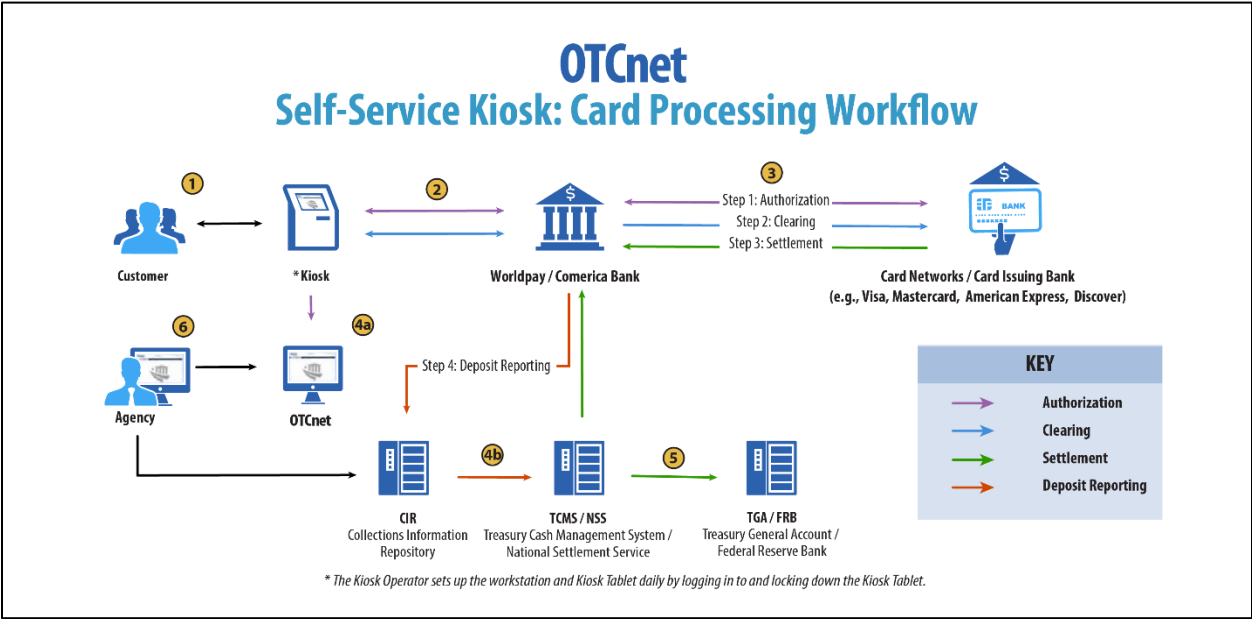 OTCnet
Self-Service Kiosk: Card Processing Workflow
1
2
3
Step 1: Authorization
Step 2: Clearing
Step 3: Settlement
$
$
BANK
Customer
* Kiosk
Worldpay / Comerica Bank
Card Networks / Card Issuing Bank
(e.g., Visa, Mastercard, American Express, Discover)
6
4a
Agency
OTCnet
Step 4: Deposit Reporting
KEY
Authorization
Clearing
Settlement
Deposit Reporting
4b
5
CIR
Collections Information
Repository
TCMS / NSS
Treasury Cash Management System /
National Settlement Service
TGA / FRB
Treasury General Account /
Federal Reserve Bank
* The Kiosk Operator sets up the workstation and Kiosk Tablet daily by logging in to and locking down the Kiosk Tablet.